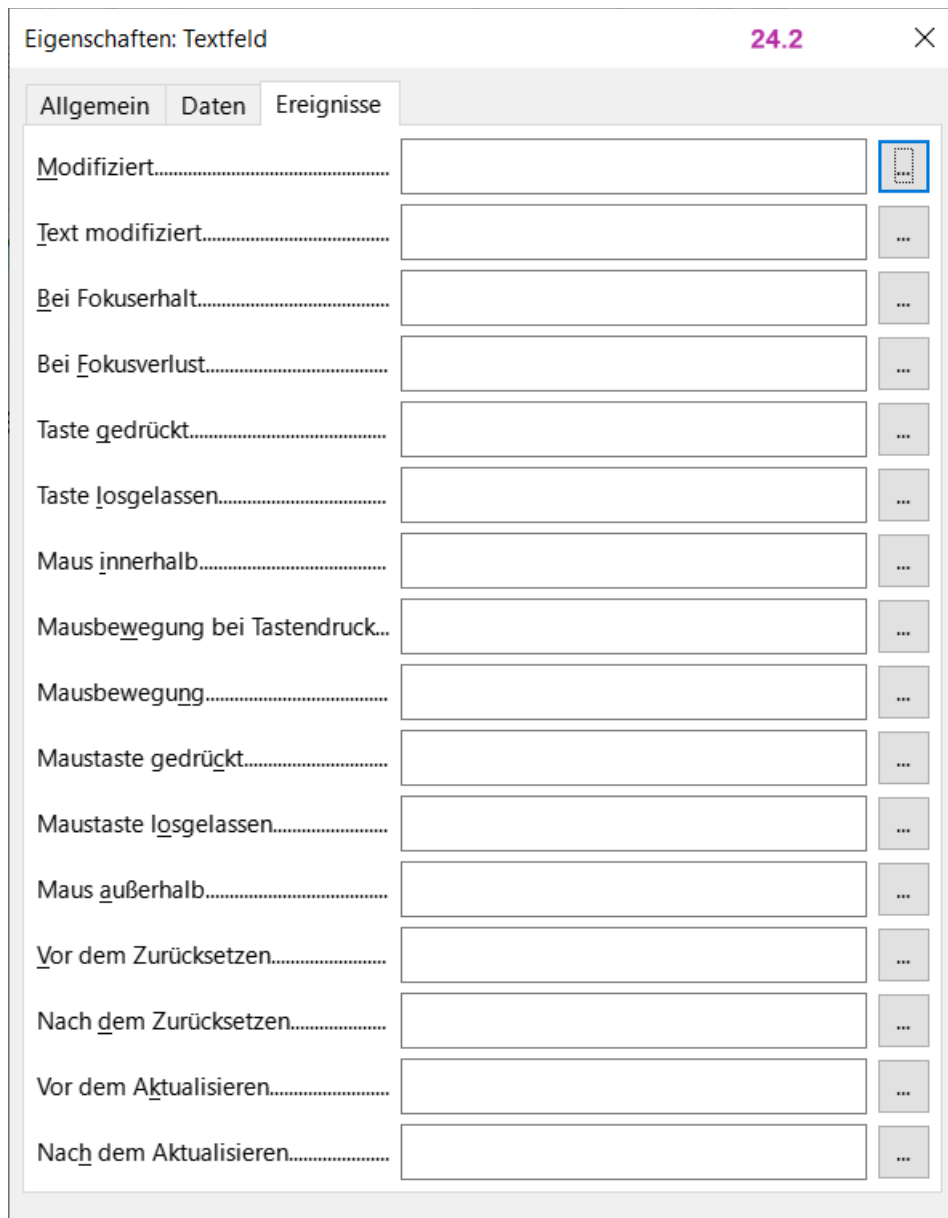 Eigenschaften: Textfeld 24.2
Allgemein Daten Ereignisse
Modifiziert...............................................
Text modifiziert......................................
Bei Fokuserhalt.......................................
Bei Fokusverlust.....................................
Taste gedrückt........................................
Taste losgelassen..................................
Maus innerhalb......................................
Mausbewegung bei Tastendruck...
Mausbewegung.....................................
Maustaste gedrückt.............................
Maustaste losgelassen.......................
Maus außerhalb.....................................
Vor dem Zurücksetzen.......................
Nach dem Zurücksetzen...................
Vor dem Aktualisieren........................
Nach dem Aktualisieren....................